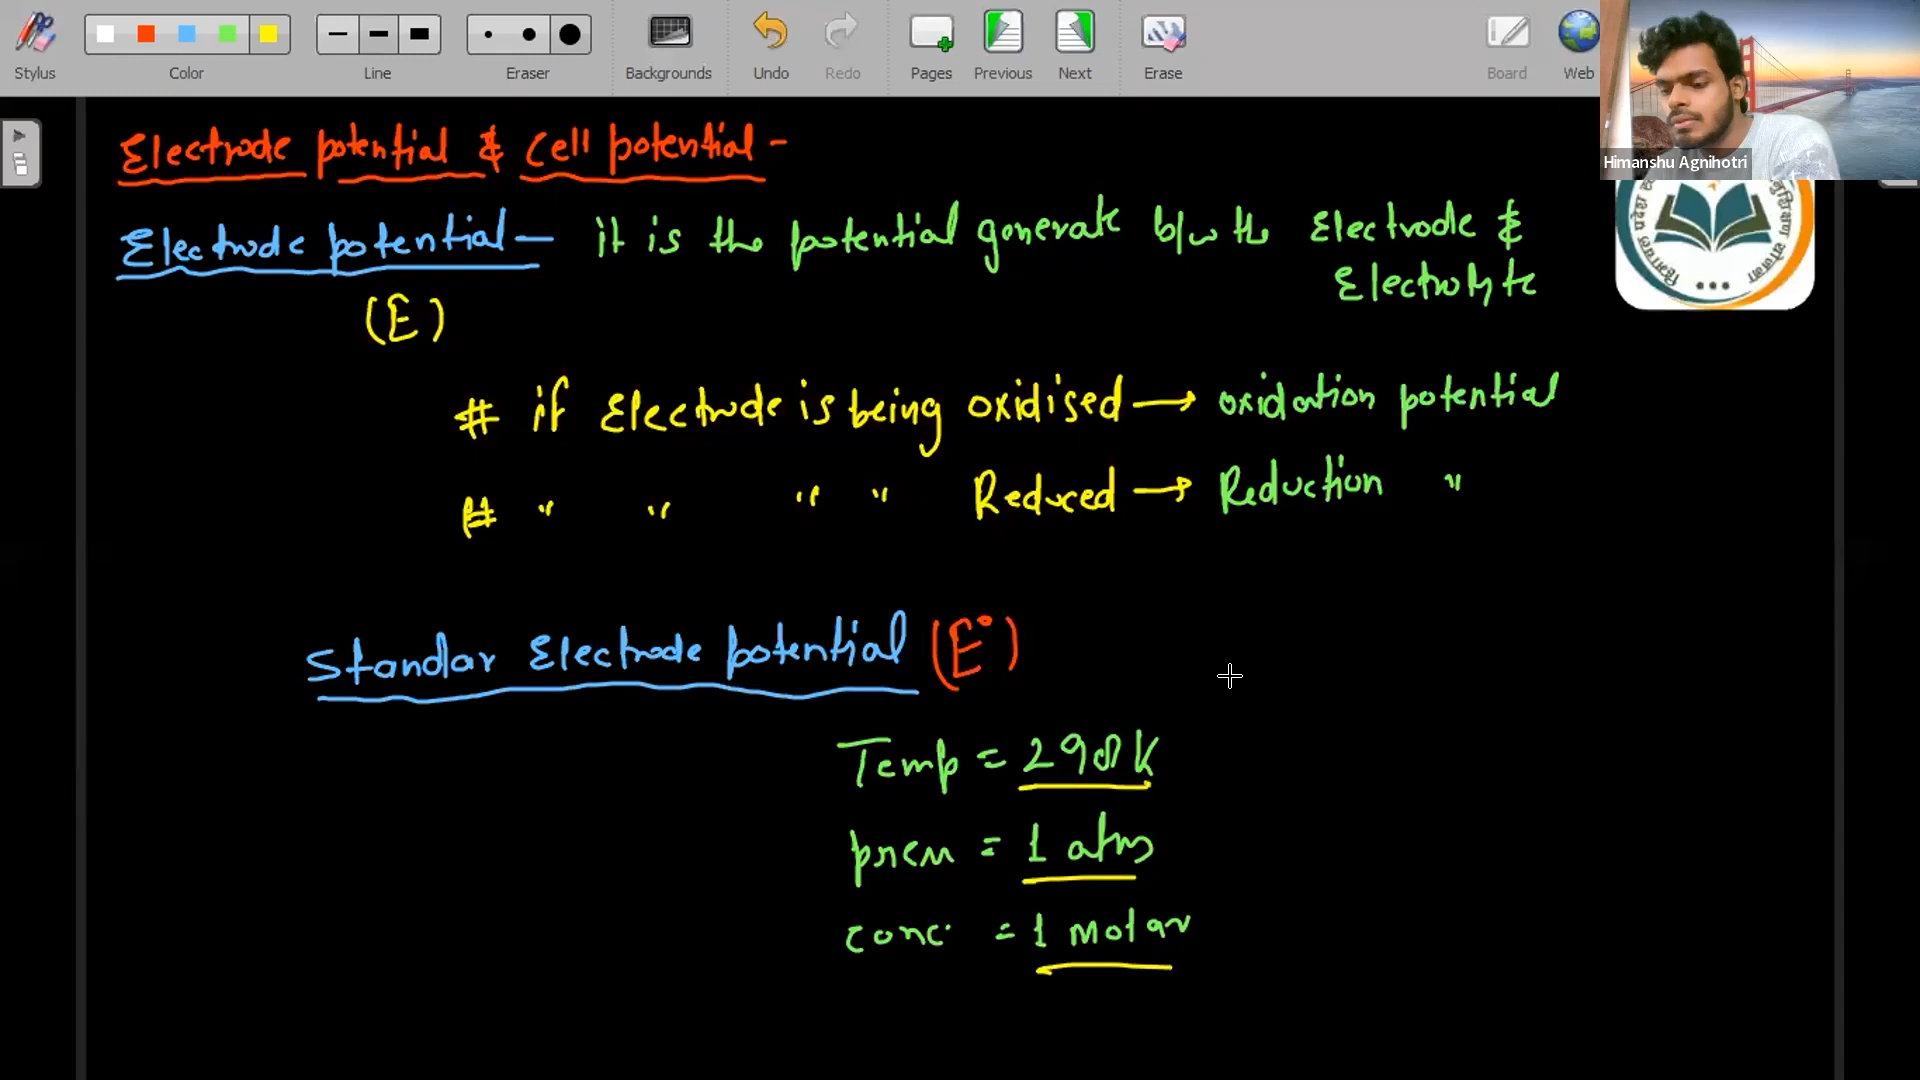 Stylus
Color
Line
Eraser
Backgrounds
Undo
Redo
Pages
Previous
Next
Erase
Board
Web
Himanshu Agnihotri
Electrode potential & Cell potential -
Electrode potential — it is the potential generate b/w the Electrode &
Electrolyte
(E)
# if Electrode is being oxidised → oxidation potential
# " " " " Reduced → Reduction "
Standar Electrode potential (E°)
Temp = 298K
press = 1 atm
conc. = 1 molar